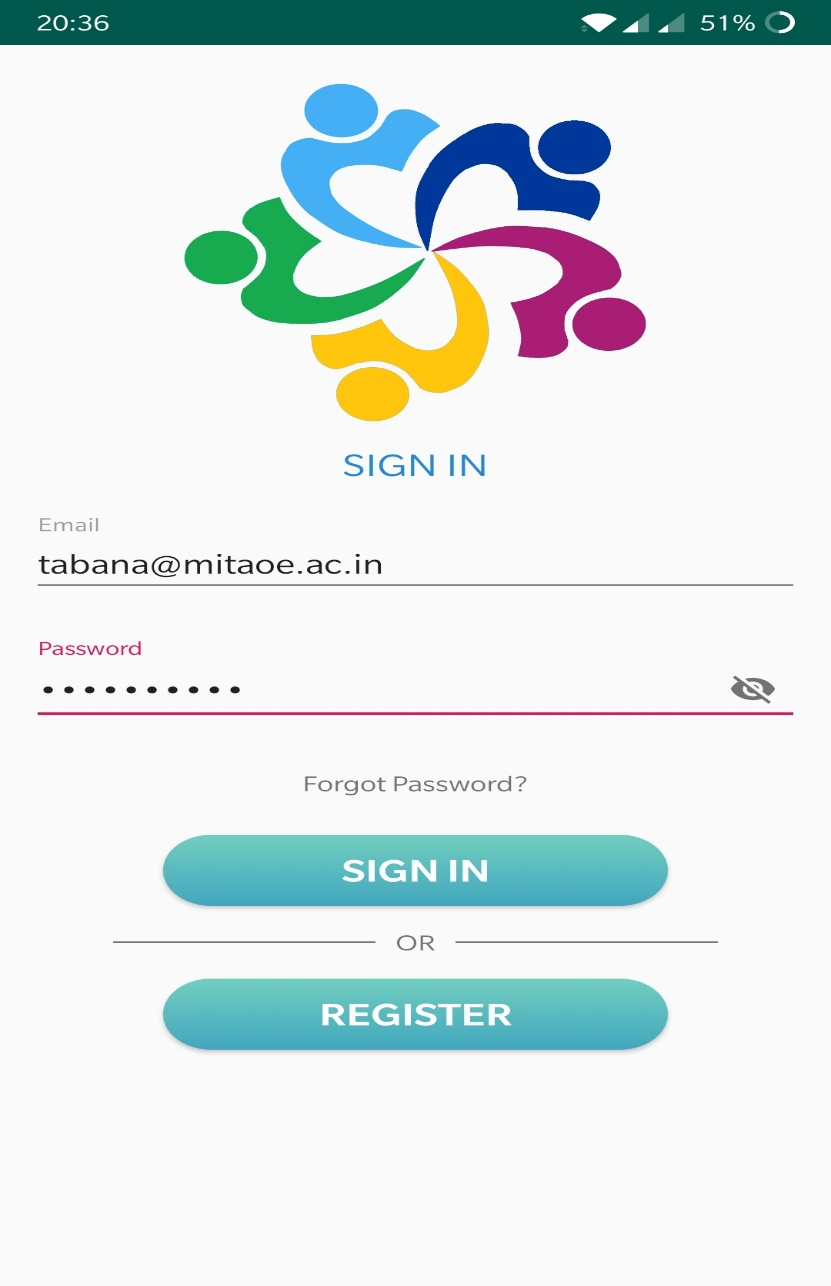 20:36 51%
SIGN IN
Email
tabana@mitaoe.ac.in
Password
••••••••••
Forgot Password?
SIGN IN
OR
REGISTER